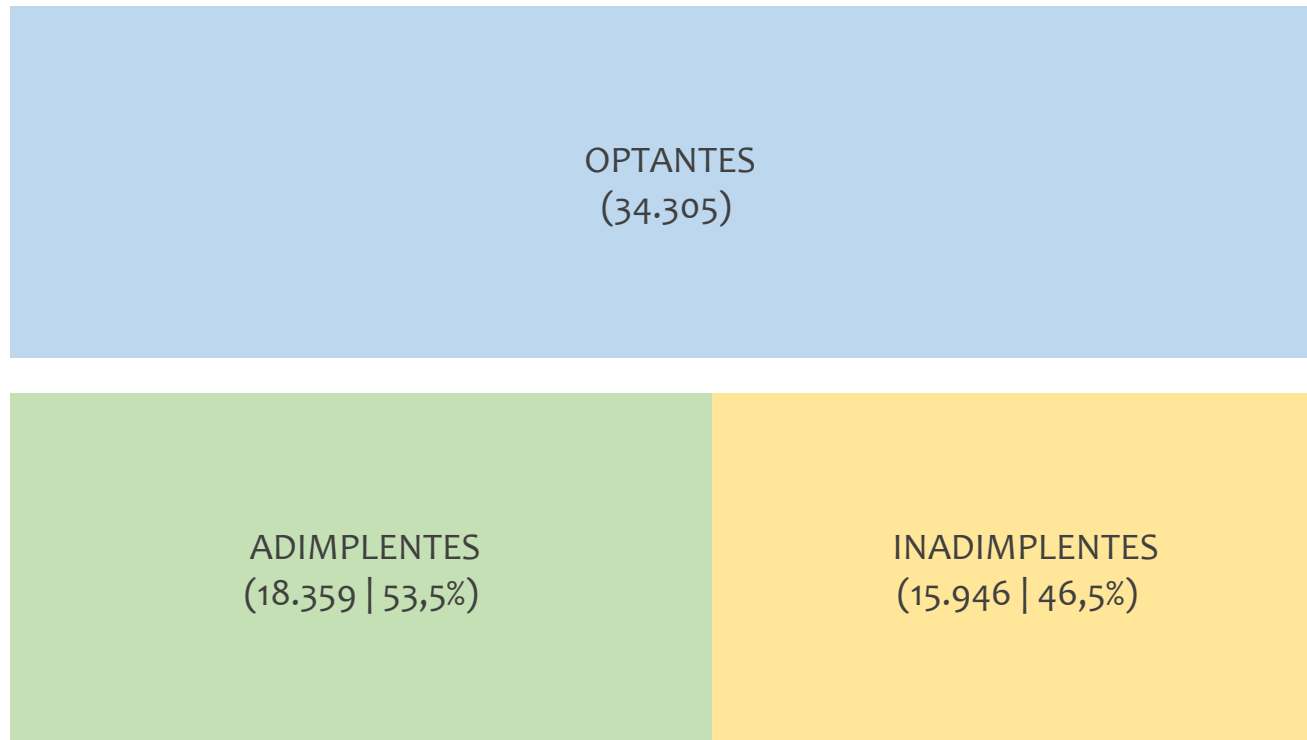 OPTANTES
(34.305)
ADIMPLENTES
(18.359 | 53,5%)
INADIMPLENTES
(15.946 | 46,5%)